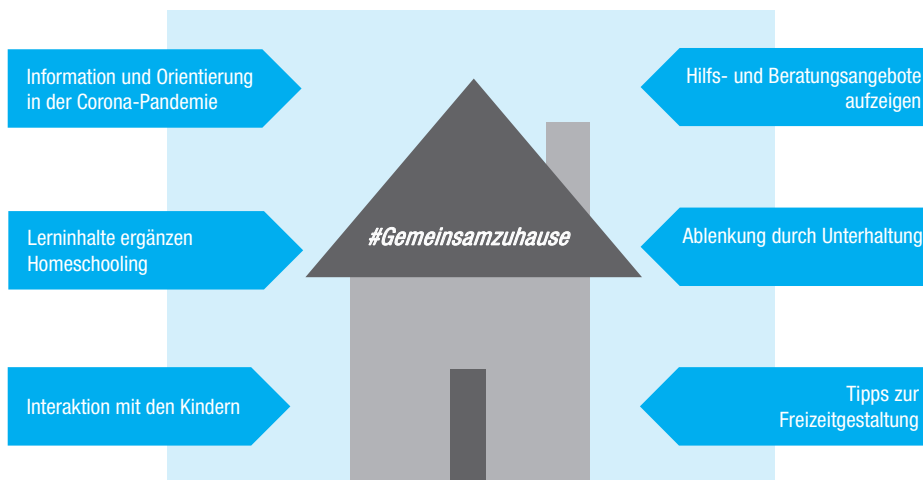 Information und Orientierung
in der Corona-Pandemie
Hilfs- und Beratungsangebote
aufzeigen
#Gemeinsamzuhause
Lerninhalte ergänzen
Homeschooling
Ablenkung durch Unterhaltung
Interaktion mit den Kindern
Tipps zur
Freizeitgestaltung